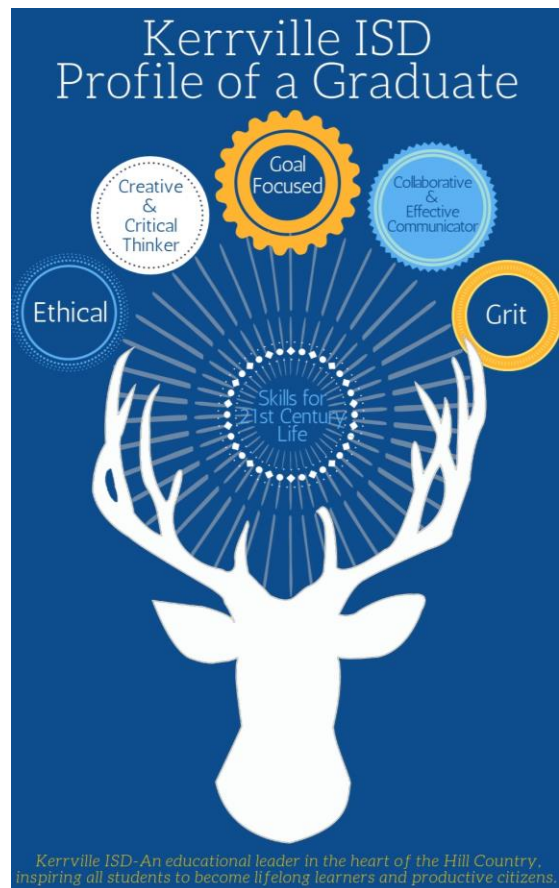 Kerrville ISD
Profile of a Graduate
Goal
Focused
Creative
&
Critical
Thinker
Collaborative
&
Effective
Communicator
Ethical
Grit
Skills for
21st Century
Life
Kerrville ISD-An educational leader in the heart of the Hill Country,
inspiring all students to become lifelong learners and productive citizens.